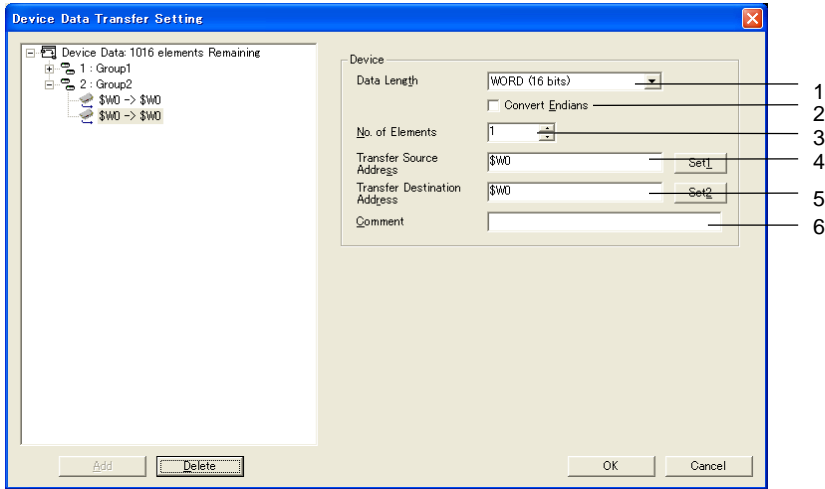 Device Data Transfer Setting
Device Data: 1016 elements Remaining
1 : Group1
2 : Group2
$W0 -> $W0
$W0 -> $W0
Device
Data Length
WORD (16 bits)
1
Convert Endians
2
No. of Elements
1
3
Transfer Source
Address
$W0
Set1
4
Transfer Destination
Address
$W0
Set2
5
Comment
6
Add
Delete
OK
Cancel